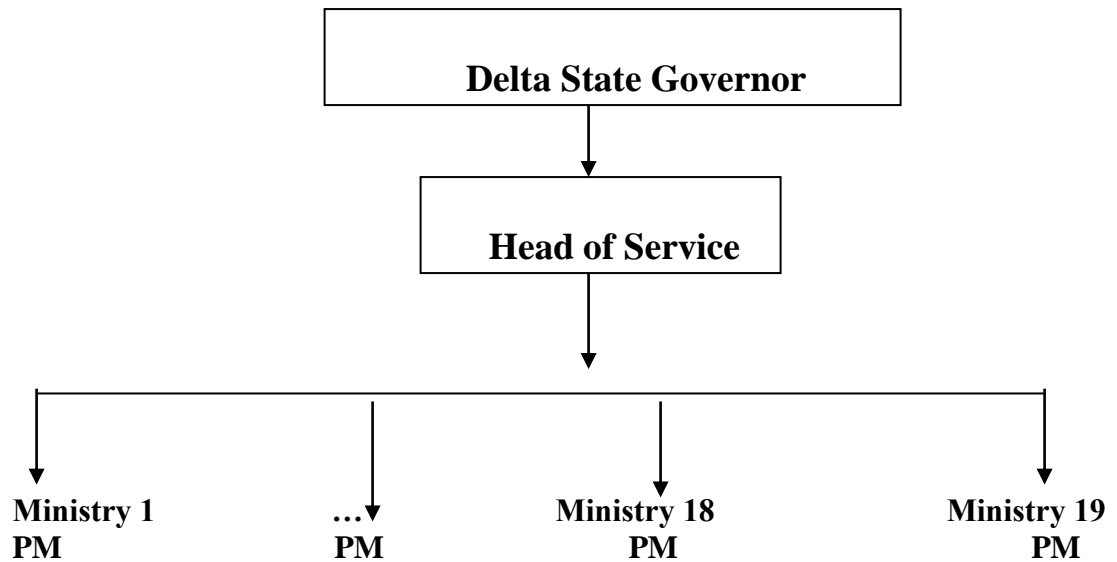 Delta State Governor
Head of Service
Ministry 1 … Ministry 18 Ministry 19
PM PM PM PM